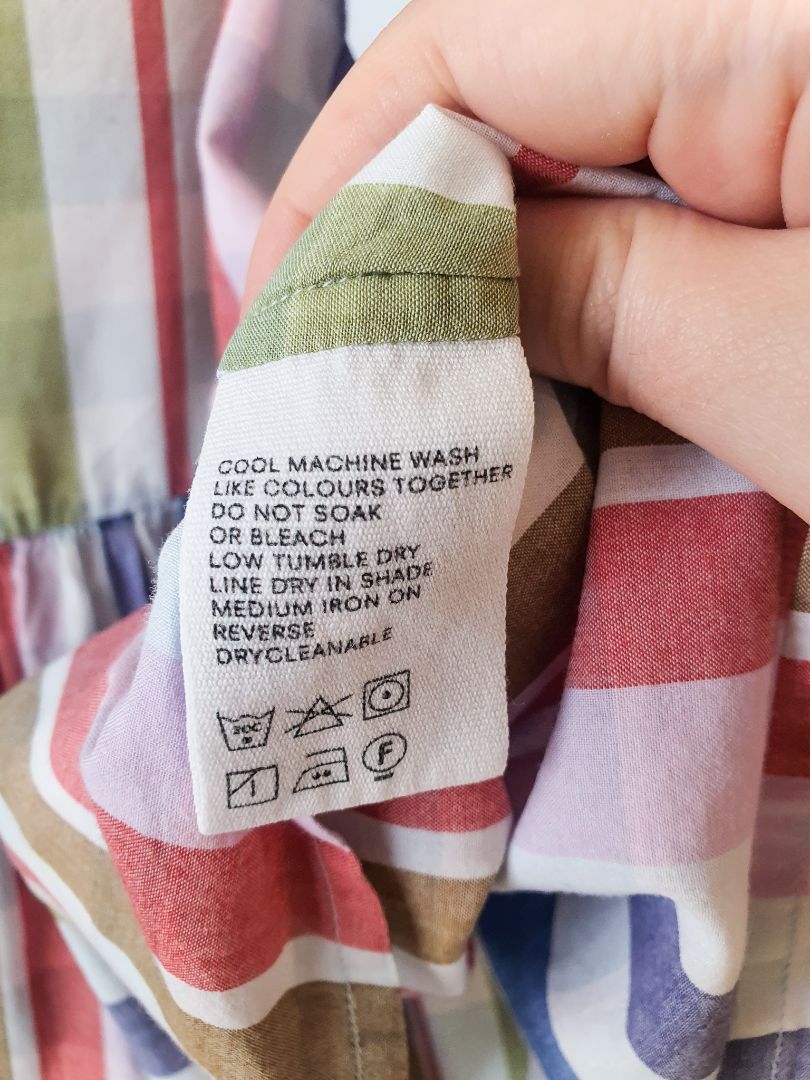 COOL MACHINE WASH
LIKE COLOURS TOGETHER
DO NOT SOAK
OR BLEACH
LOW TUMBLE DRY
LINE DRY IN SHADE
MEDIUM IRON ON
REVERSE
DRYCLEANABLE
30C
F